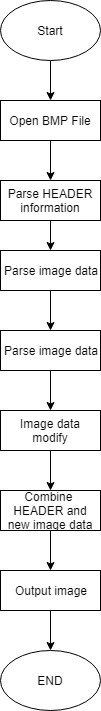 Start
Open BMP File
Parse HEADER
information
Parse image data
Parse image data
Image data
modify
Combine
HEADER and
new image data
Output image
END